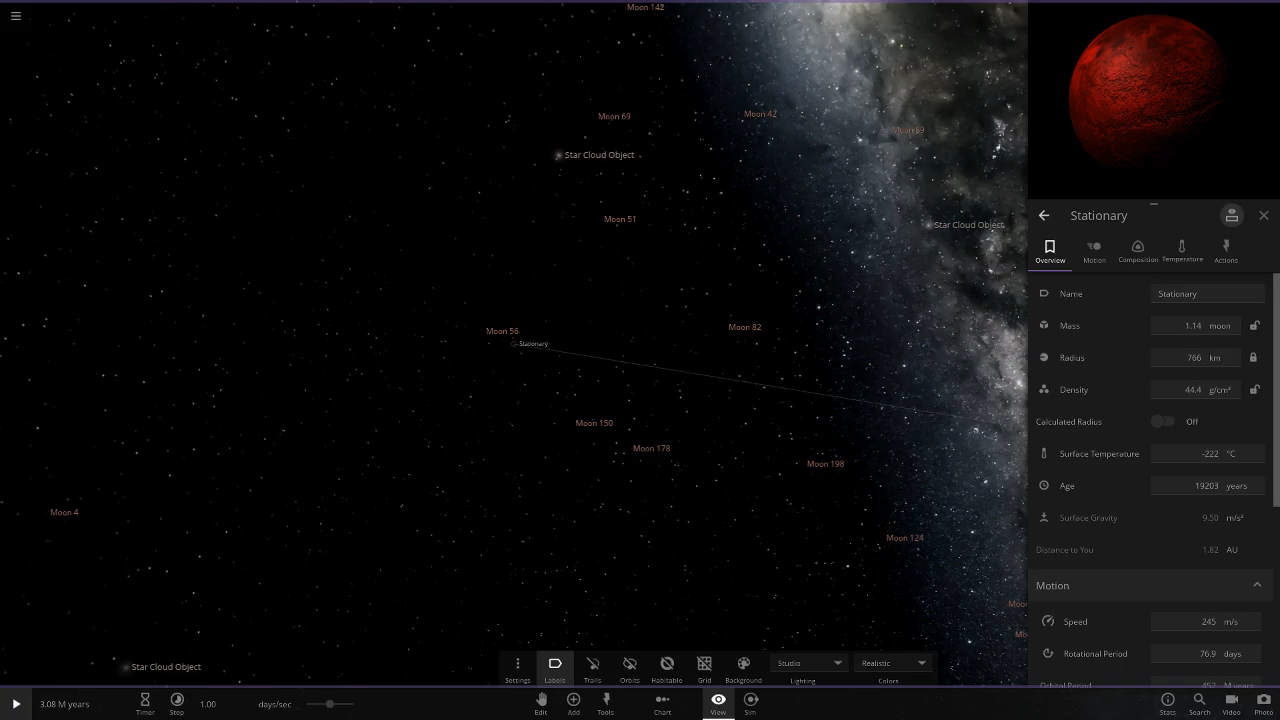 Moon 142
Moon 69
Moon 42
Star Cloud Object
Moon 51
Star Cloud Object
Moon 56
Stationary
Moon 82
Moon 150
Moon 178
Moon 198
Moon 4
Moon 124
Star Cloud Object
Stationary
Overview
Motion
Composition
Temperature
Actions
Name Stationary
Mass 1.14 moon
Radius 766 km
Density 44.4 g/cm³
Calculated Radius Off
Surface Temperature -222 °C
Age 19203 years
Surface Gravity 9.50 m/s²
Distance to You 1.82 AU
Motion
Speed 245 m/s
Rotational Period 76.9 days
Orbital Period 452 M years
Settings
Labels
Trails
Orbits
Habitable
Grid
Background
Studio
Lighting
Realistic
Colors
3.08 M years
Timer
Step
1.00 days/sec
Edit
Add
Tools
Chart
View
Sim
Stats
Search
Video
Photo